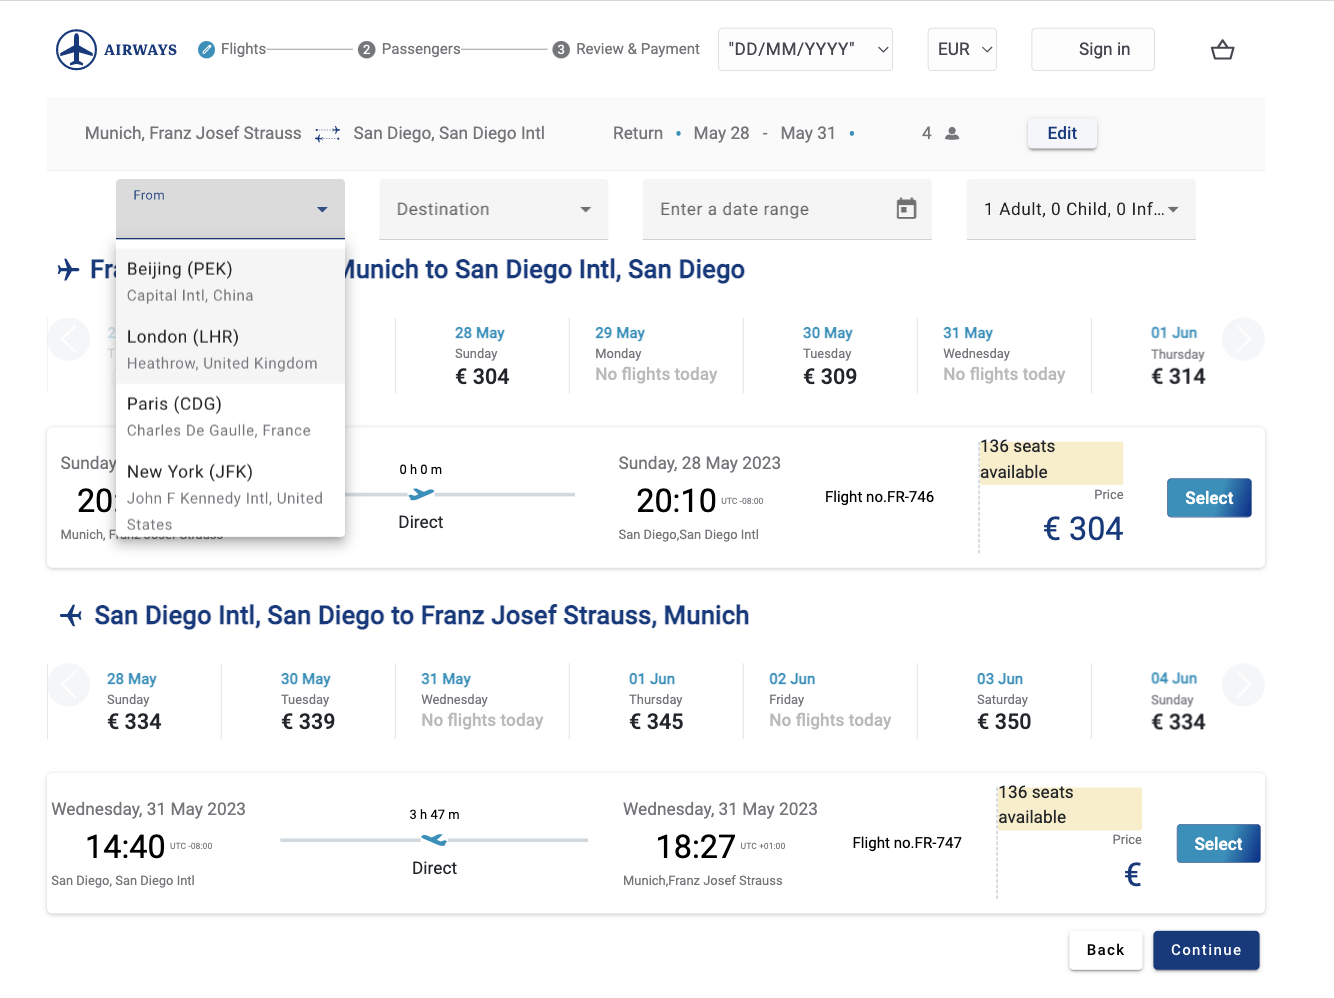 AIRWAYS Flights 2 Passengers 3 Review & Payment "DD/MM/YYYY" EUR Sign in
Munich, Franz Josef Strauss San Diego, San Diego Intl Return • May 28 - May 31 • 4 Edit
From
Destination Enter a date range 1 Adult, 0 Child, 0 Inf...
Beijing (PEK)
Capital Intl, China
London (LHR)
Heathrow, United Kingdom
Paris (CDG)
Charles De Gaulle, France
New York (JFK)
John F Kennedy Intl, United
States
Munich to San Diego Intl, San Diego
28 May 29 May 30 May 31 May 01 Jun
Sunday Monday Tuesday Wednesday Thursday
€ 304 No flights today € 309 No flights today € 314
Sunday 0 h 0 m Sunday, 28 May 2023 136 seats
available
20: 20:10 UTC -08:00 Flight no.FR-746 Price Select
Direct € 304
Munich, Franz Josef Strauss San Diego,San Diego Intl
San Diego Intl, San Diego to Franz Josef Strauss, Munich
28 May 30 May 31 May 01 Jun 02 Jun 03 Jun 04 Jun
Sunday Tuesday Wednesday Thursday Friday Saturday Sunday
€ 334 € 339 No flights today € 345 No flights today € 350 € 334
Wednesday, 31 May 2023 3 h 47 m Wednesday, 31 May 2023 136 seats
available
14:40 UTC -08:00 18:27 UTC +01:00 Flight no.FR-747 Price Select
Direct €
San Diego, San Diego Intl Munich,Franz Josef Strauss
Back Continue